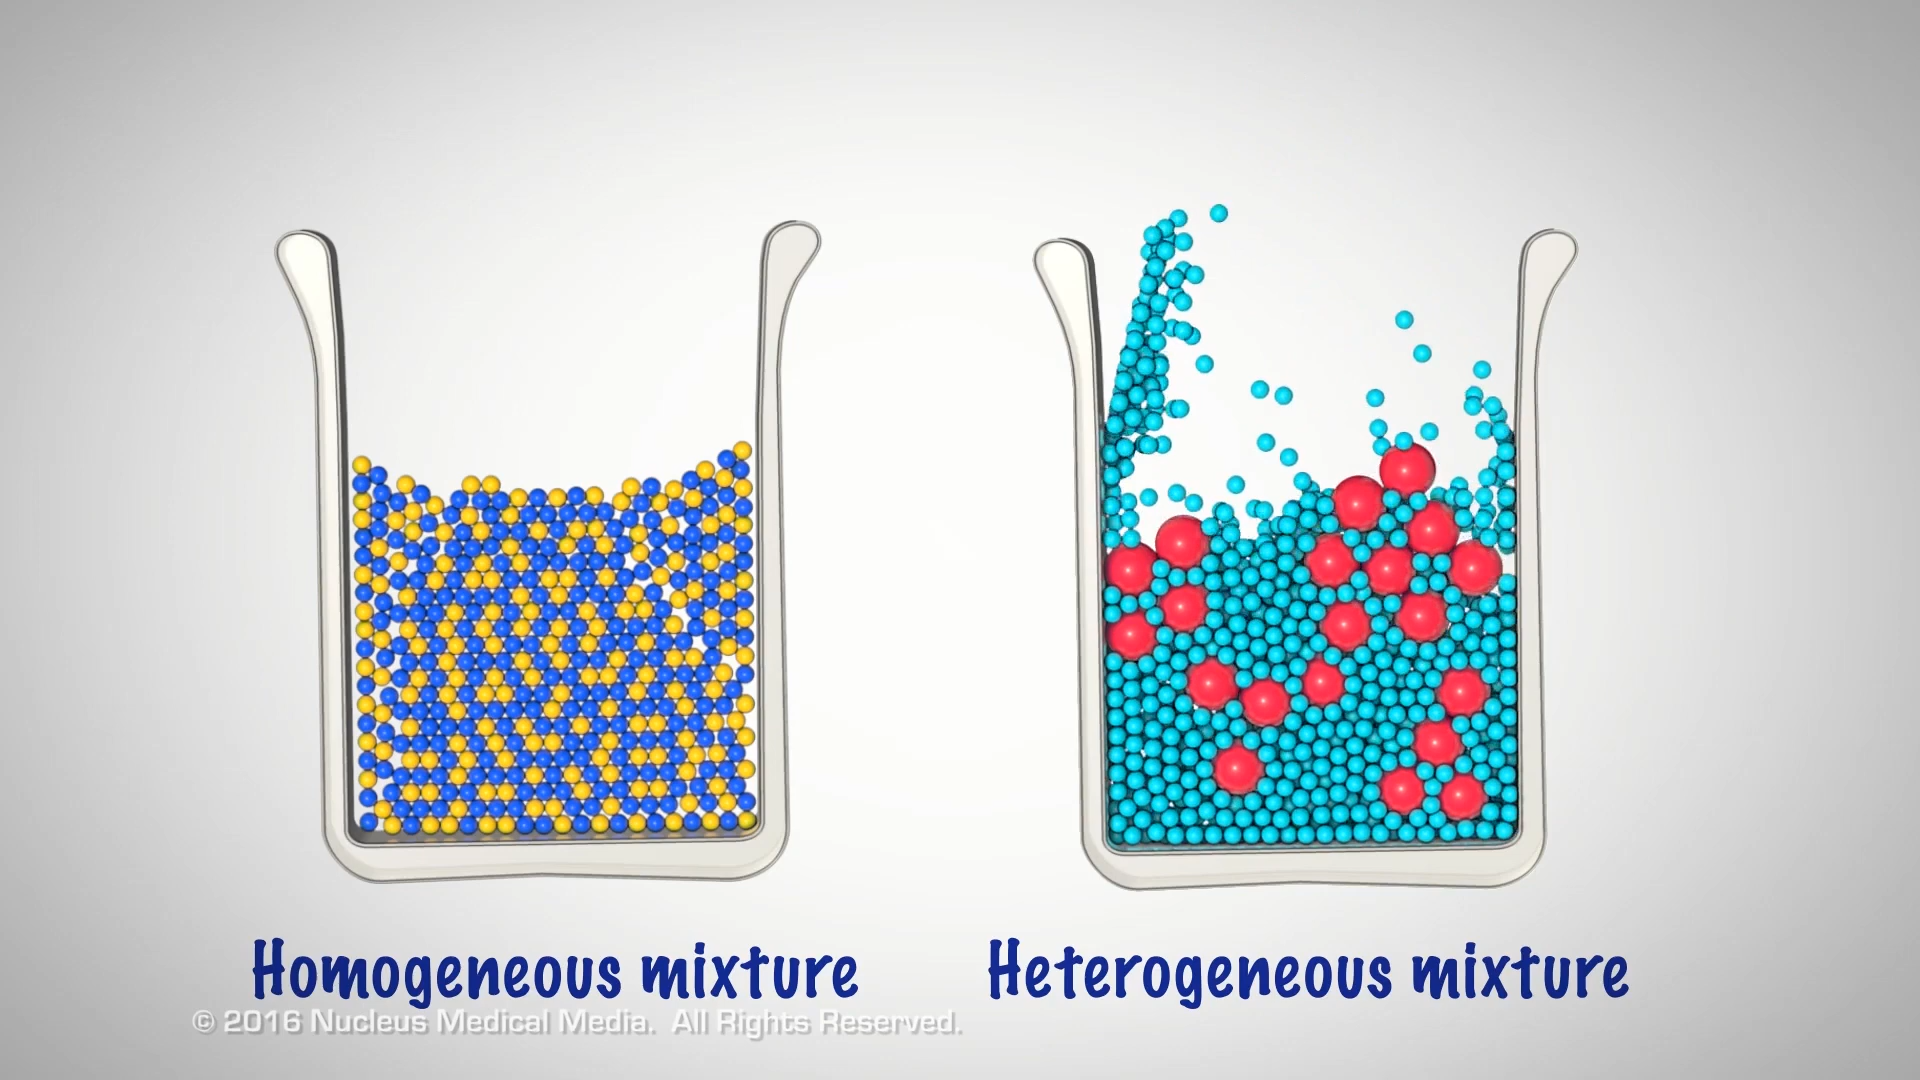 Homogeneous mixture
Heterogeneous mixture
© 2016 Nucleus Medical Media.  All Rights Reserved.